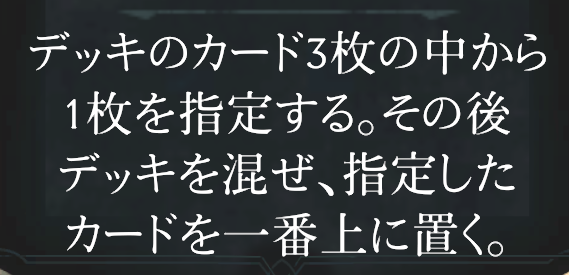 デッキのカード3枚の中から
1枚を指定する。その後
デッキを混ぜ、指定した
カードを一番上に置く。